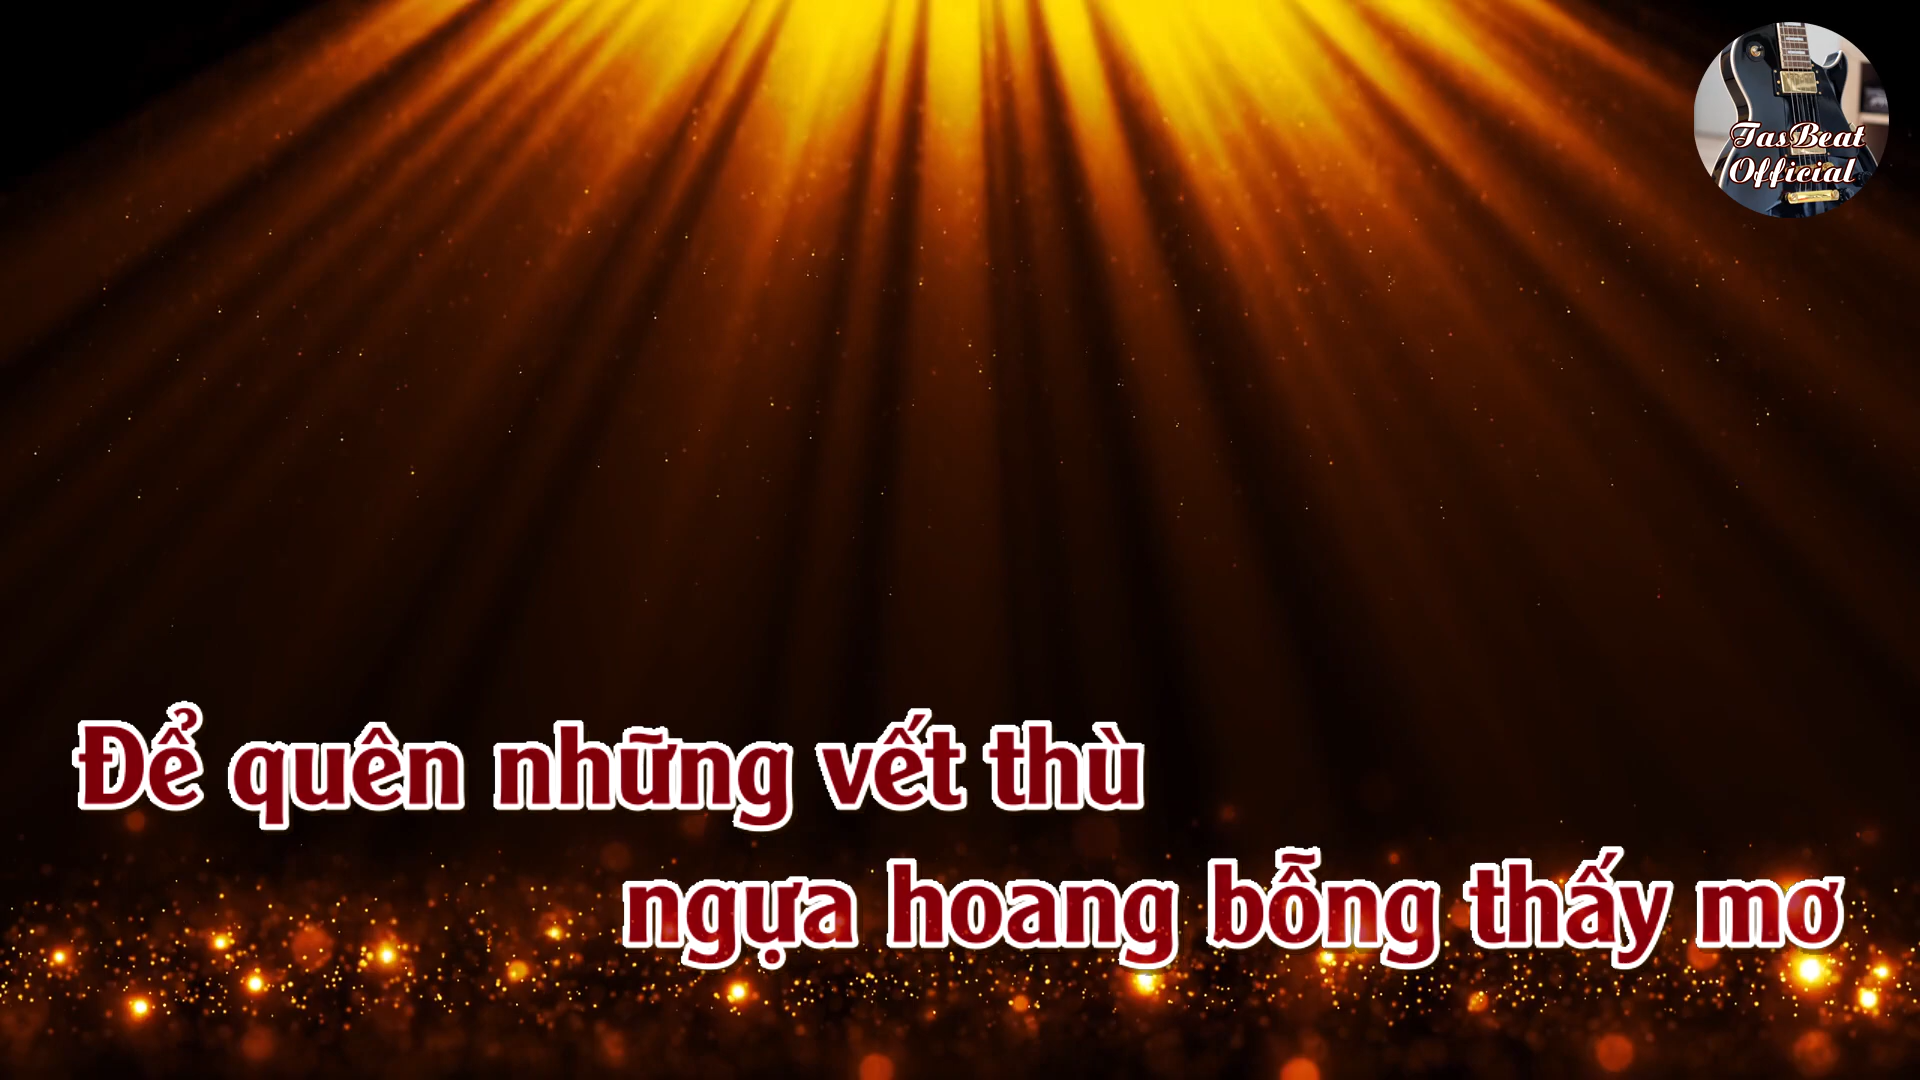 TasBeat
Official
Để quên những vết thù
ngựa hoang bỗng thấy mơ